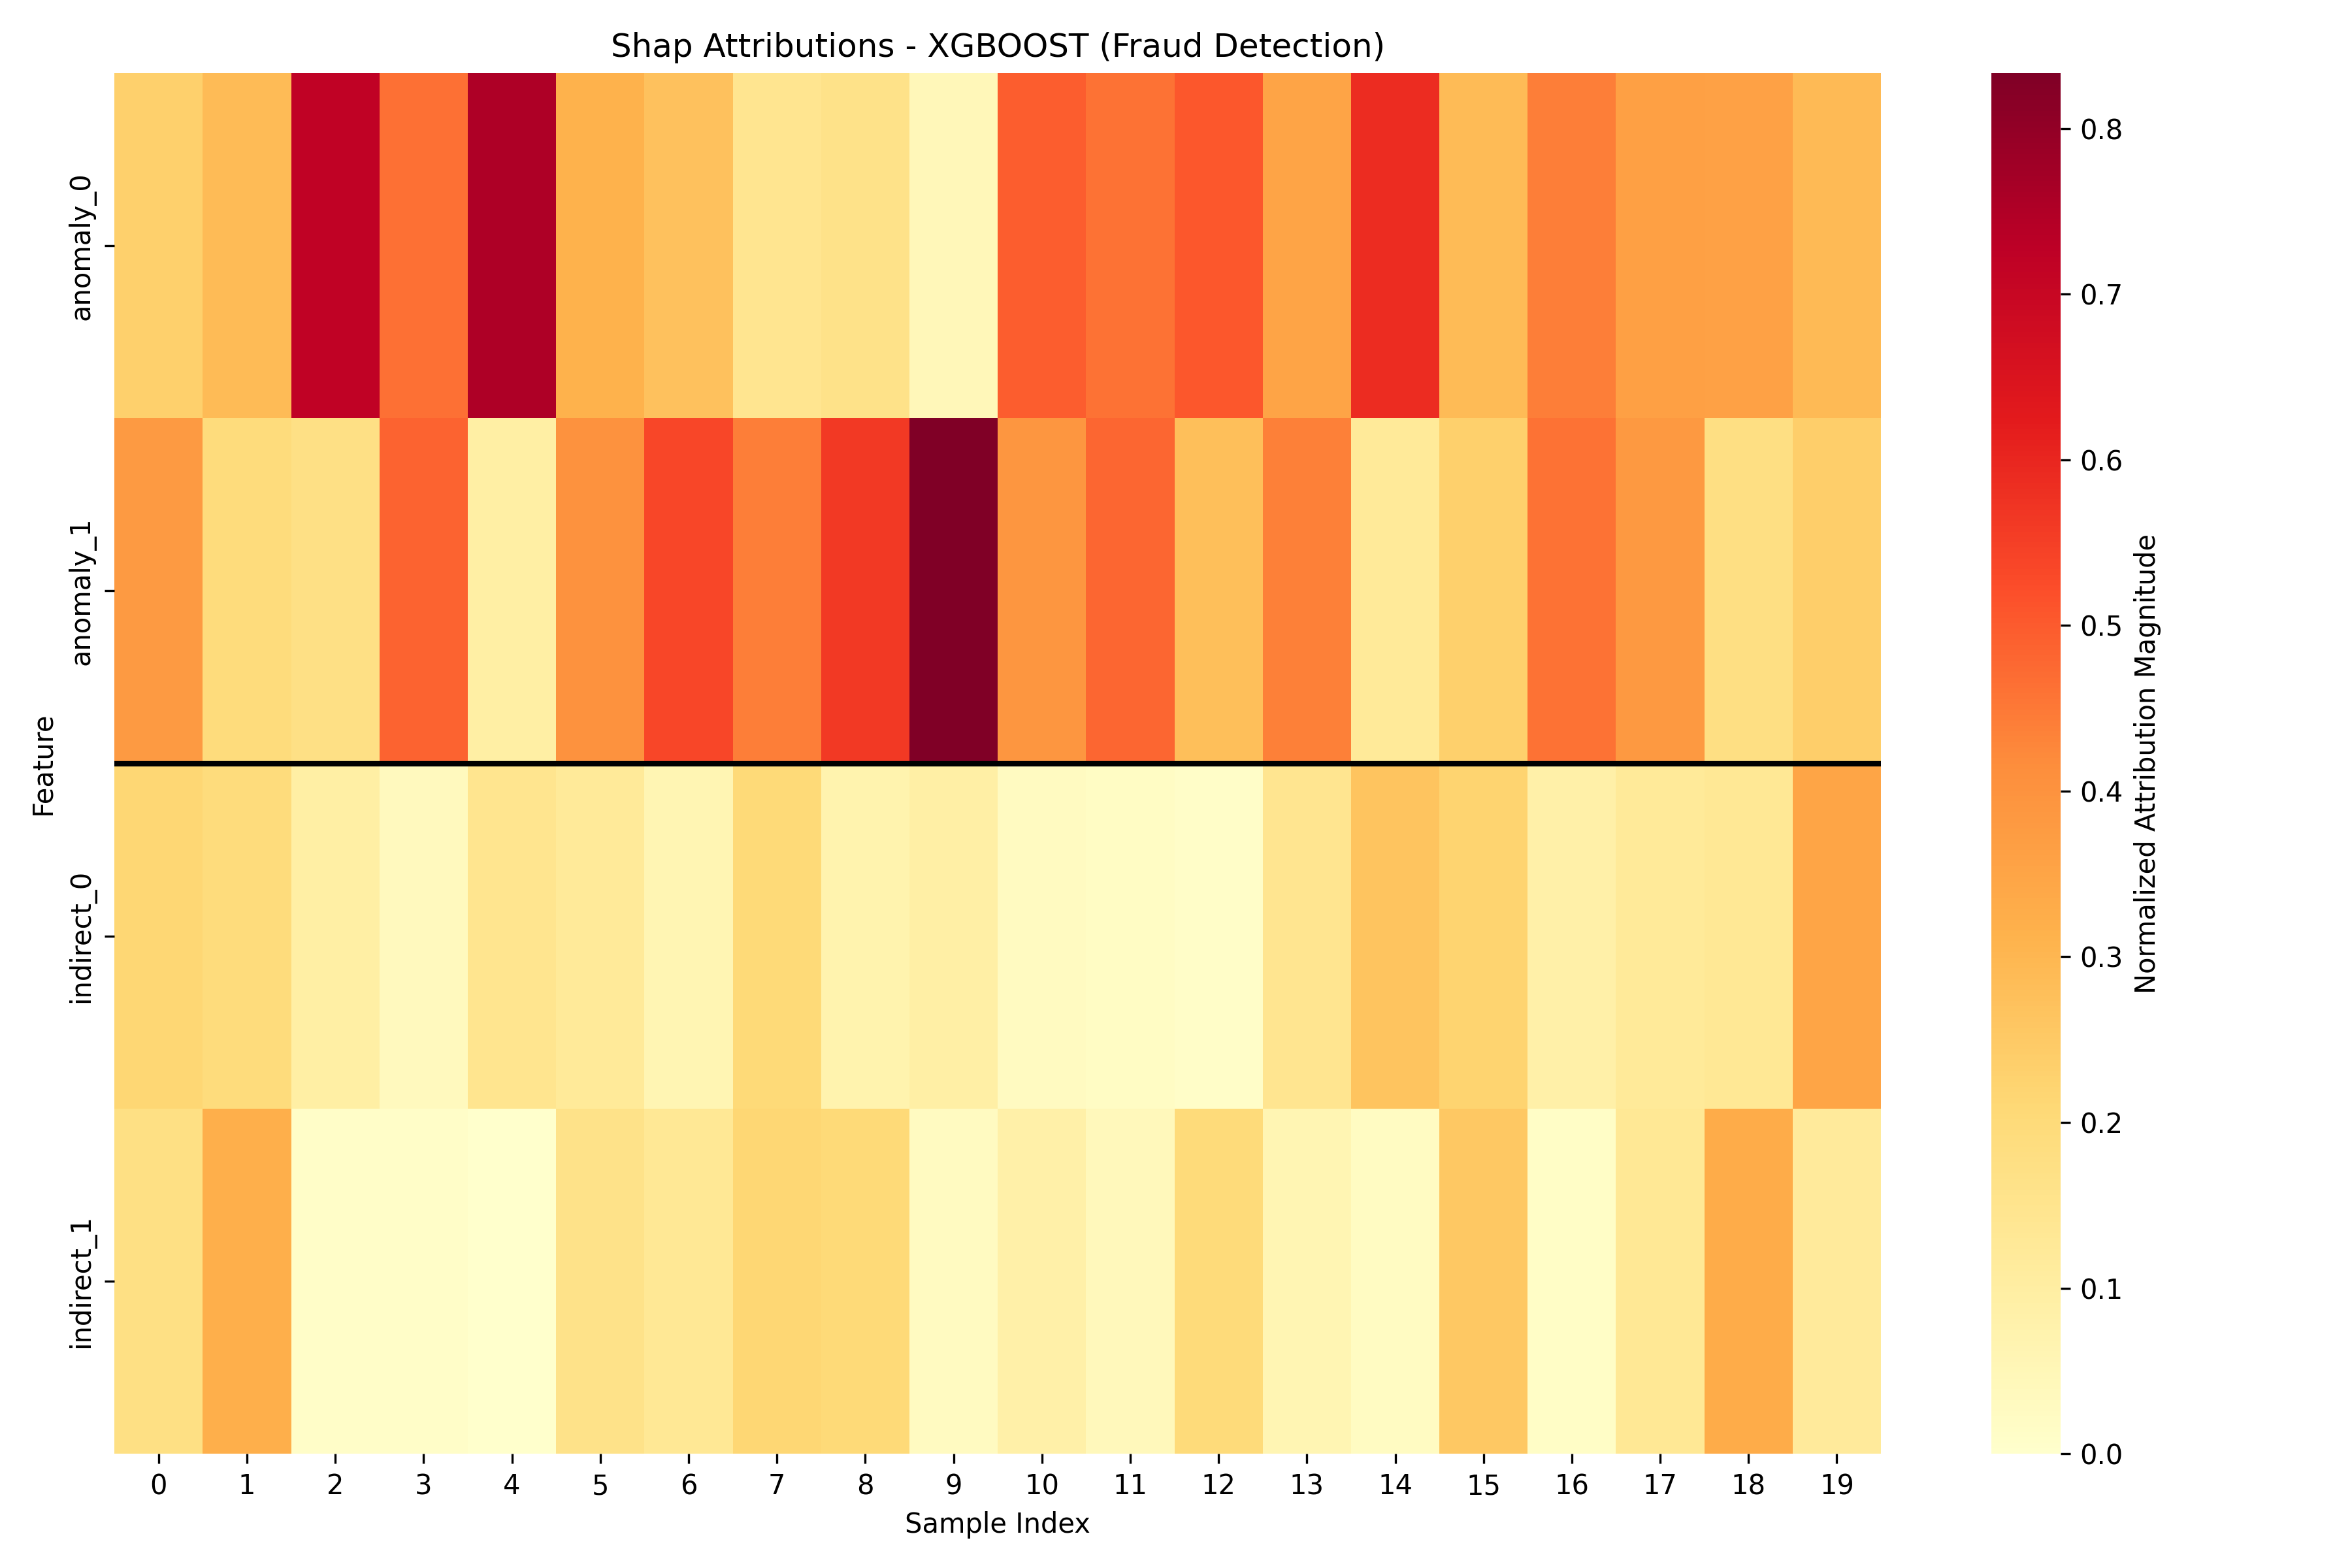 Shap Attributions - XGBOOST (Fraud Detection)
Feature
anomaly_0
anomaly_1
indirect_0
indirect_1
0 1 2 3 4 5 6 7 8 9 10 11 12 13 14 15 16 17 18 19
Sample Index
0.8
0.7
0.6
0.5
0.4
0.3
0.2
0.1
0.0
Normalized Attribution Magnitude